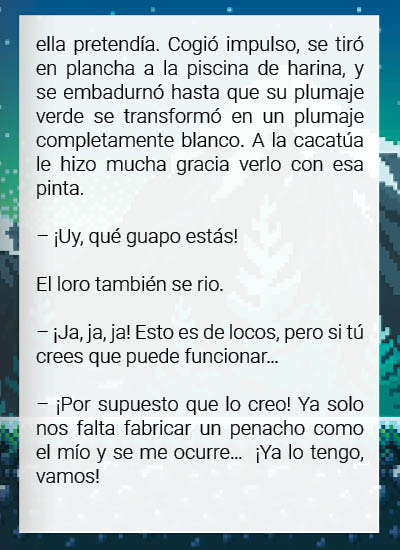 ella pretendía. Cogió impulso, se tiró
en plancha a la piscina de harina, y
se embadurnó hasta que su plumaje
verde se transformó en un plumaje
completamente blanco. A la cacatúa
le hizo mucha gracia verlo con esa
pinta.
– ¡Uy, qué guapo estás!
El loro también se rio.
– ¡Ja, ja, ja! Esto es de locos, pero si tú
crees que puede funcionar...
– ¡Por supuesto que lo creo! Ya solo
nos falta fabricar un penacho como
el mío y se me ocurre... ¡Ya lo tengo,
vamos!